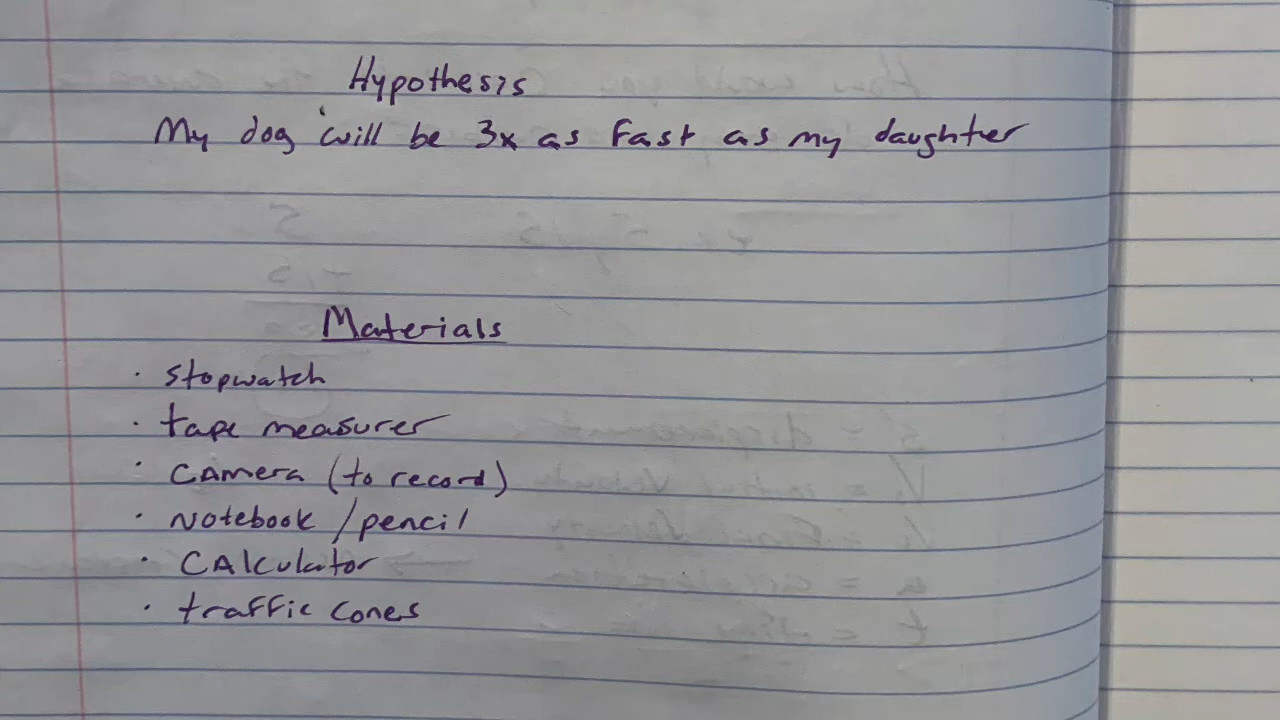 Hypothesis
My dog will be 3x as fast as my daughter
Materials
· stopwatch
· tape measurer
· camera (to record)
· Notebook / pencil
· Calculator
· traffic cones